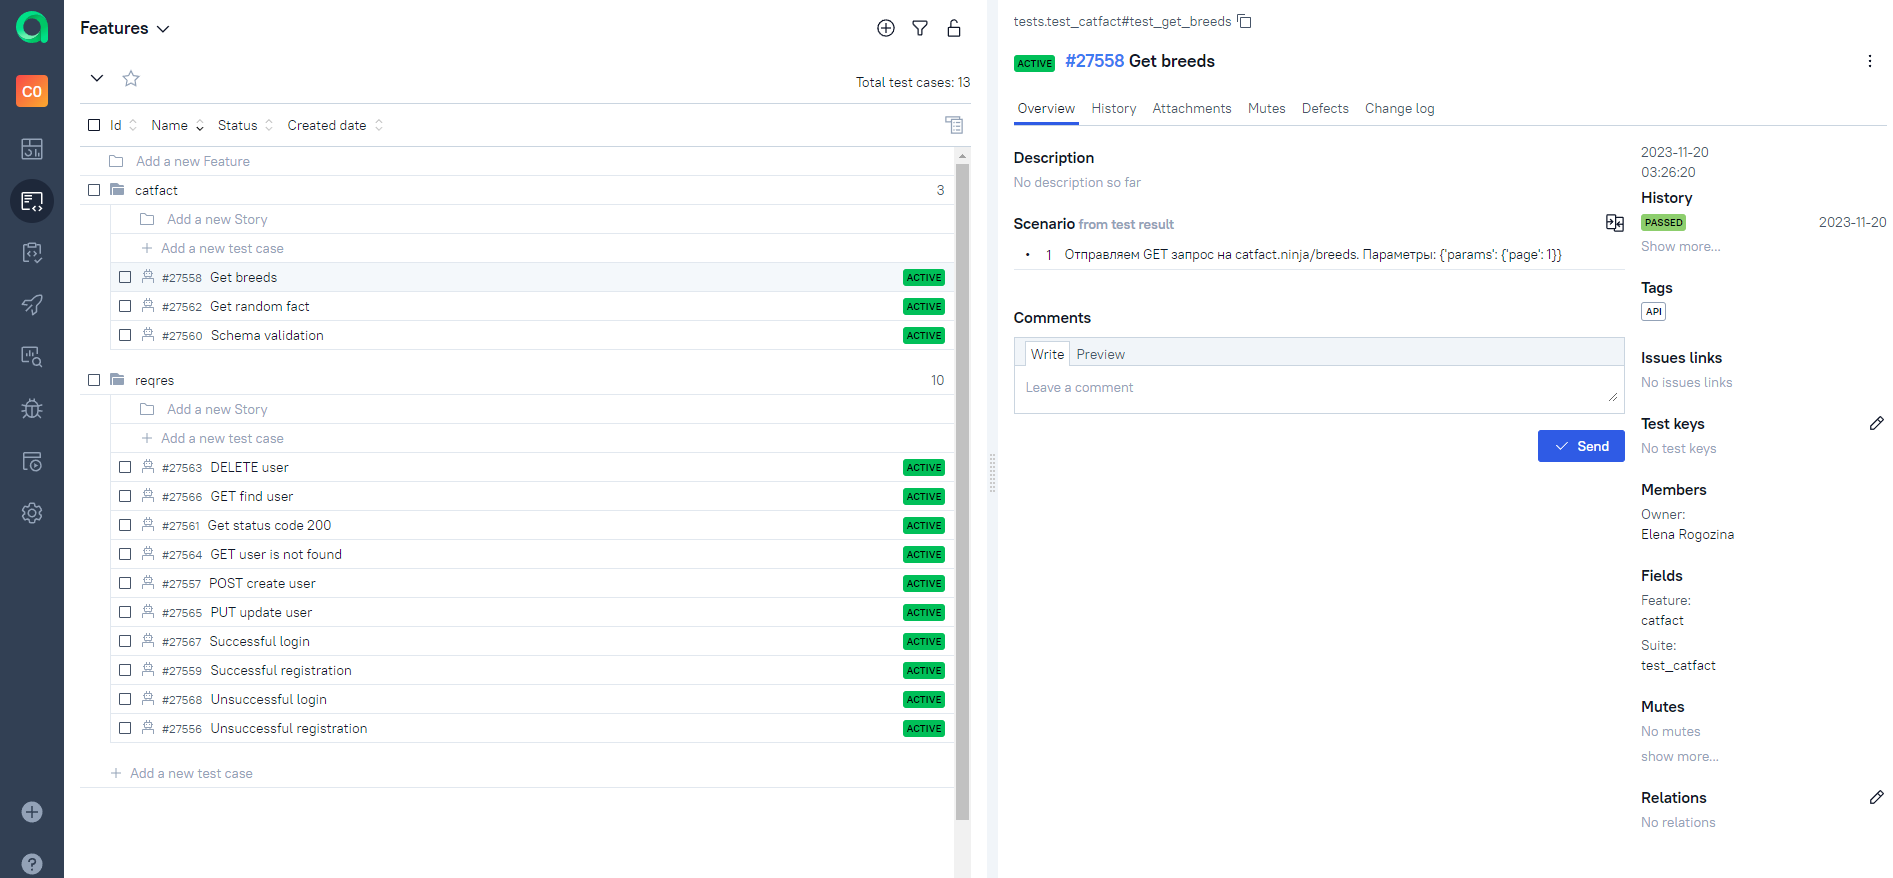 C0
Features
Total test cases: 13
Id Name Status Created date
Add a new Feature
catfact 3
Add a new Story
Add a new test case
#27558 Get breeds ACTIVE
#27562 Get random fact ACTIVE
#27560 Schema validation ACTIVE
reqres 10
Add a new Story
Add a new test case
#27563 DELETE user ACTIVE
#27566 GET find user ACTIVE
#27561 Get status code 200 ACTIVE
#27564 GET user is not found ACTIVE
#27557 POST create user ACTIVE
#27565 PUT update user ACTIVE
#27567 Successful login ACTIVE
#27559 Successful registration ACTIVE
#27568 Unsuccessful login ACTIVE
#27556 Unsuccessful registration ACTIVE
Add a new test case
tests.test_catfact#test_get_breeds
ACTIVE #27558 Get breeds
Overview History Attachments Mutes Defects Change log
Description
No description so far
Scenario from test result
• 1 Отправляем GET запрос на catfact.ninja/breeds. Параметры: {'params': {'page': 1}}
Comments
Write Preview
Leave a comment
Send
2023-11-20
03:26:20
History
PASSED 2023-11-20
Show more...
Tags
API
Issues links
No issues links
Test keys
No test keys
Members
Owner:
Elena Rogozina
Fields
Feature:
catfact
Suite:
test_catfact
Mutes
No mutes
show more...
Relations
No relations